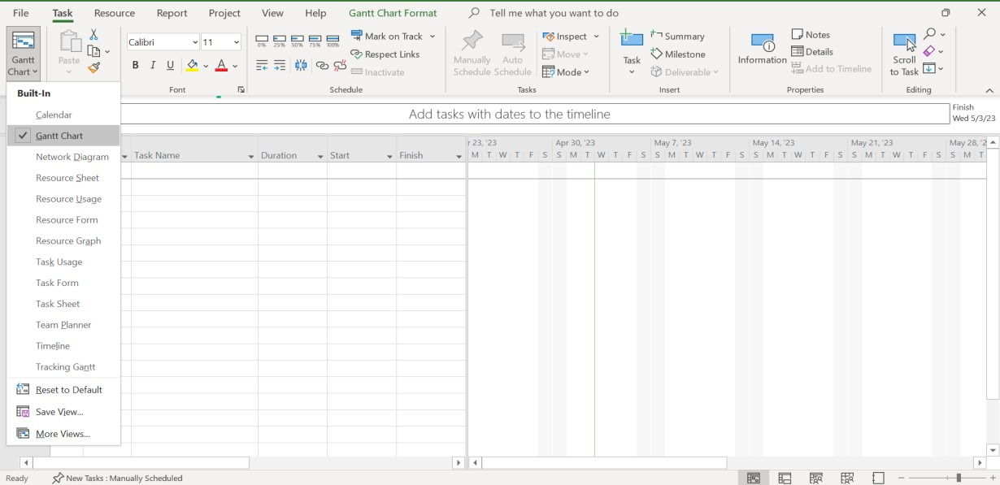 File Task Resource Report Project View Help Gantt Chart Format Tell me what you want to do
Gantt Chart
Paste
Calibri 11
B I U A
Font
0% 25% 50% 75% 100%
Mark on Track
Respect Links
Inactivate
Schedule
Manually Schedule
Auto Schedule
Inspect
Move
Mode
Tasks
Task
Summary
Milestone
Deliverable
Insert
Information
Notes
Details
Add to Timeline
Properties
Scroll to Task
Editing
Built-In
Calendar
Gantt Chart
Network Diagram
Resource Sheet
Resource Usage
Resource Form
Resource Graph
Task Usage
Task Form
Task Sheet
Team Planner
Timeline
Tracking Gantt
Reset to Default
Save View...
More Views...
Add tasks with dates to the timeline
Finish
Wed 5/3/23
Task Name Duration Start Finish
r 23, '23 Apr 30, '23 May 7, '23 May 14, '23 May 21, '23 May 28, '2
M T W T F S S M T W T F S S M T W T F S S M T W T F S S M T W T F S S M T
Ready New Tasks : Manually Scheduled